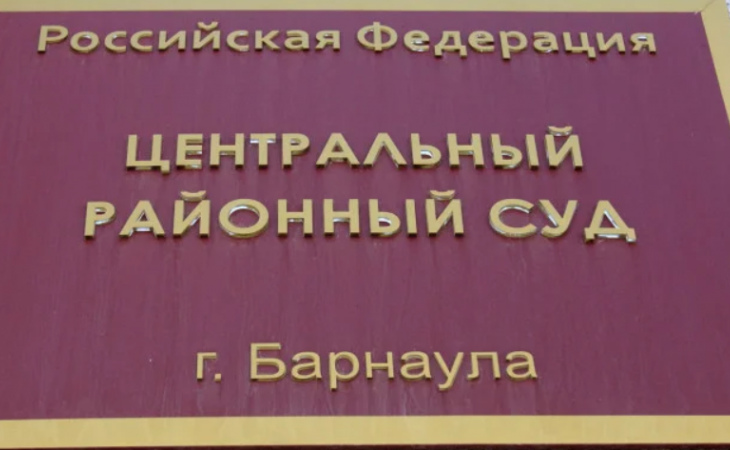 Российская Федерация
ЦЕНТРАЛЬНЫЙ
РАЙОННЫЙ СУД
г. Барнаула